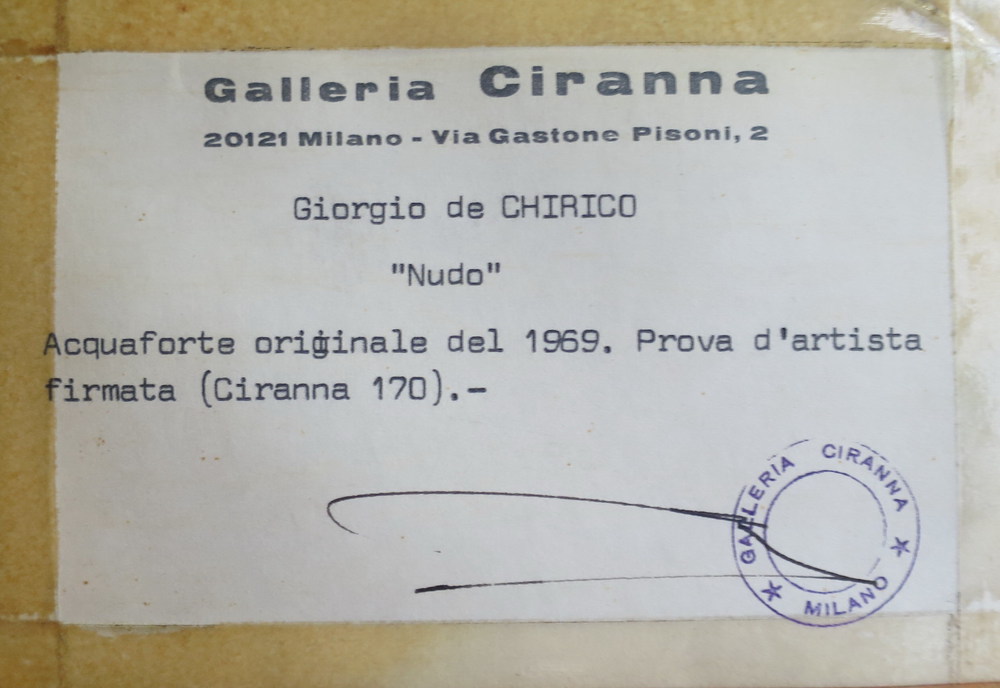 Galleria Ciranna
20121 Milano - Via Gastone Pisoni, 2
Giorgio de CHIRICO
"Nudo"
Acquaforte originale del 1969. Prova d'artista
firmata (Ciranna 170).-
GALLERIA CIRANNA
MILANO